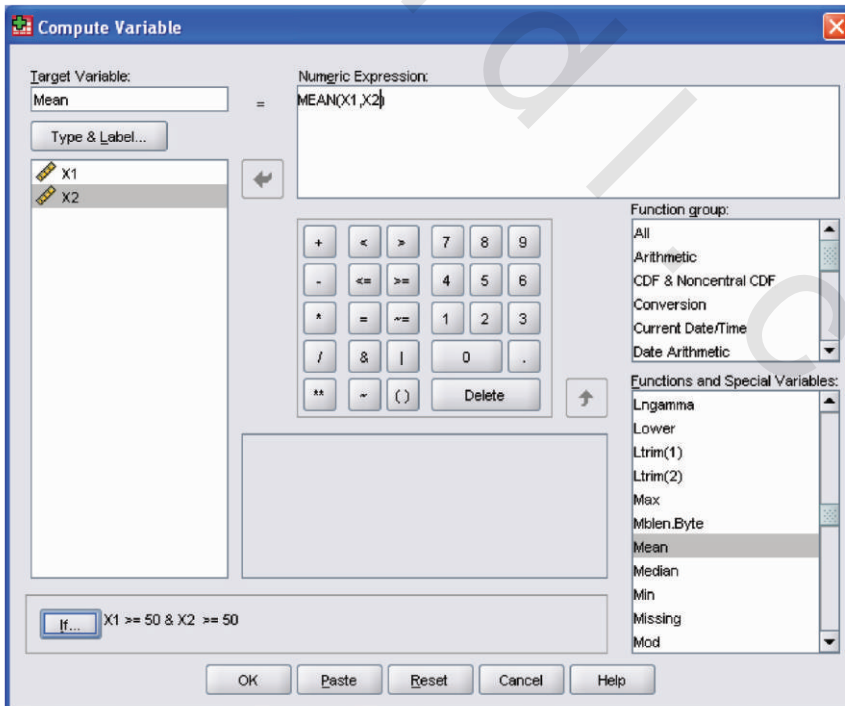 Compute Variable
Target Variable:
Mean
Type & Label...
=
Numeric Expression:
MEAN(X1,X2)
X1
X2
+ < > 7 8 9
- <= >= 4 5 6
* = ~= 1 2 3
/ & | 0 .
** ~ ( ) Delete
Function group:
All
Arithmetic
CDF & Noncentral CDF
Conversion
Current Date/Time
Date Arithmetic
Functions and Special Variables:
Lngamma
Lower
Ltrim(1)
Ltrim(2)
Max
Mblen.Byte
Mean
Median
Min
Missing
Mod
If... X1 >= 50 & X2 >= 50
OK Paste Reset Cancel Help